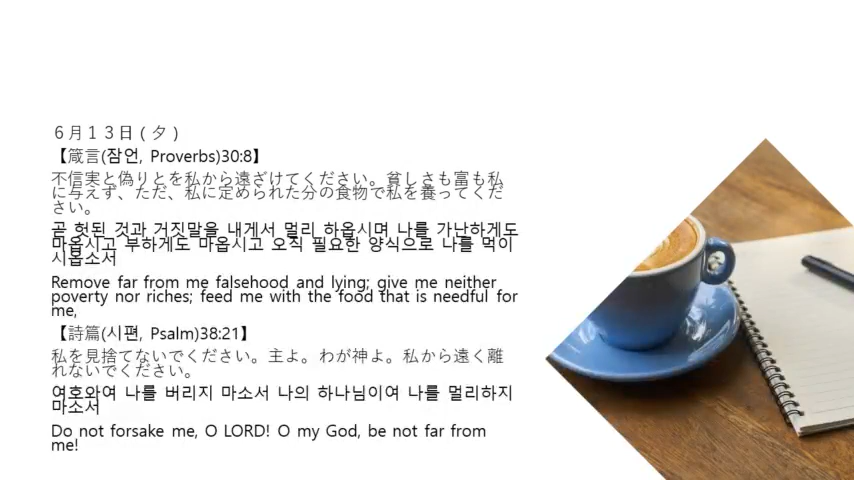 ６月１３日（夕）
【箴言(잠언, Proverbs)30:8】
不信実と偽りとを私から遠ざけてください。貧しさも富も私
に与えず、ただ、私に定められた分の食物で私を養ってくだ
さい。
곧 헛된 것과 거짓말을 내게서 멀리 하옵시며 나를 가난하게도
마옵시고 부하게도 마옵시고 오직 필요한 양식으로 나를 먹이
시옵소서
Remove far from me falsehood and lying; give me neither
poverty nor riches; feed me with the food that is needful for
me,
【詩篇(시편, Psalm)38:21】
私を見捨てないでください。主よ。わが神よ。私から遠く離
れないでください。
여호와여 나를 버리지 마소서 나의 하나님이여 나를 멀리하지
마소서
Do not forsake me, O LORD! O my God, be not far from
me!